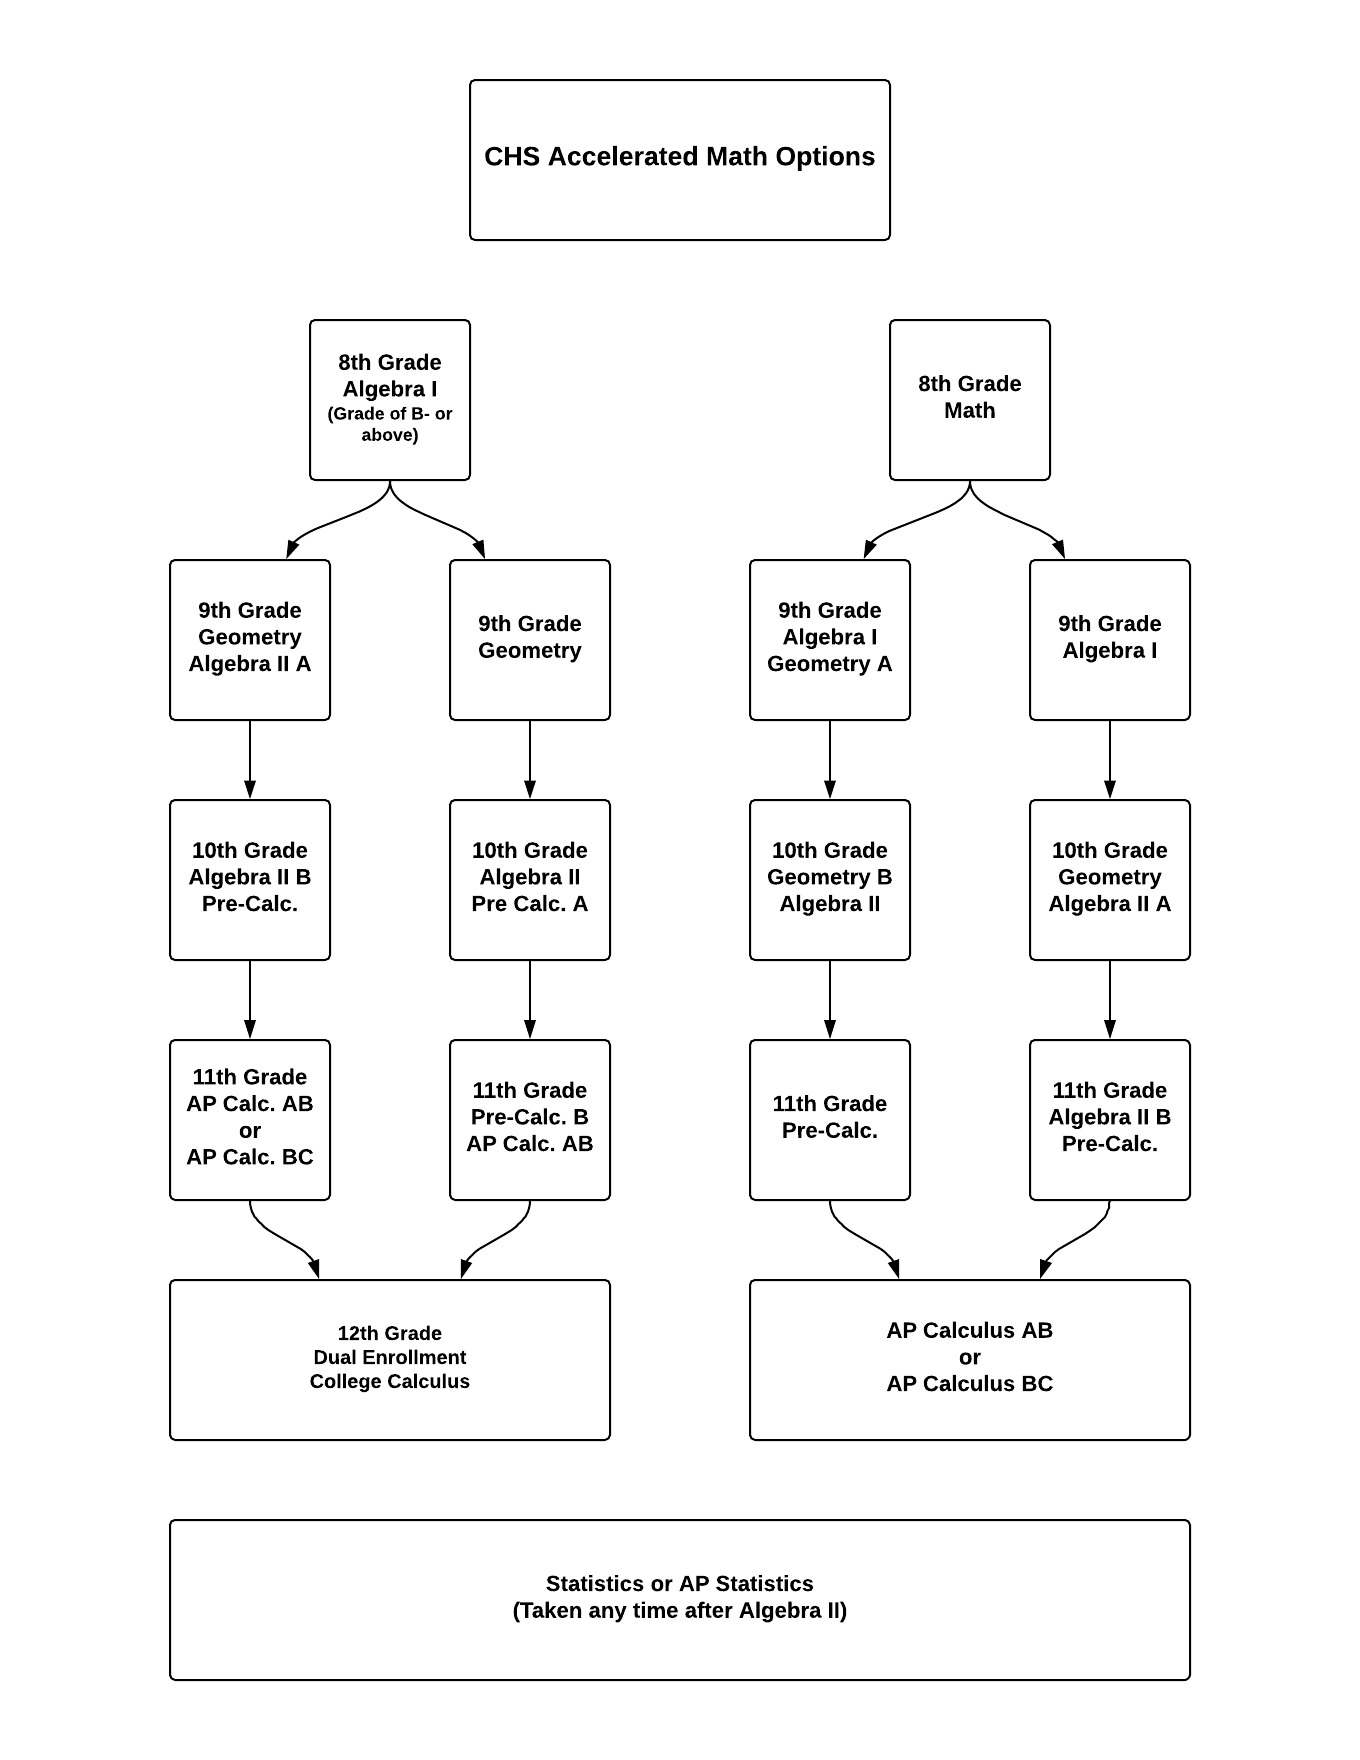 CHS Accelerated Math Options
8th Grade
Algebra I
(Grade of B- or
above)
8th Grade
Math
9th Grade
Geometry
Algebra II A
9th Grade
Geometry
9th Grade
Algebra I
Geometry A
9th Grade
Algebra I
10th Grade
Algebra II B
Pre-Calc.
10th Grade
Algebra II
Pre Calc. A
10th Grade
Geometry B
Algebra II
10th Grade
Geometry
Algebra II A
11th Grade
AP Calc. AB
or
AP Calc. BC
11th Grade
Pre-Calc. B
AP Calc. AB
11th Grade
Pre-Calc.
11th Grade
Algebra II B
Pre-Calc.
12th Grade
Dual Enrollment
College Calculus
AP Calculus AB
or
AP Calculus BC
Statistics or AP Statistics
(Taken any time after Algebra II)